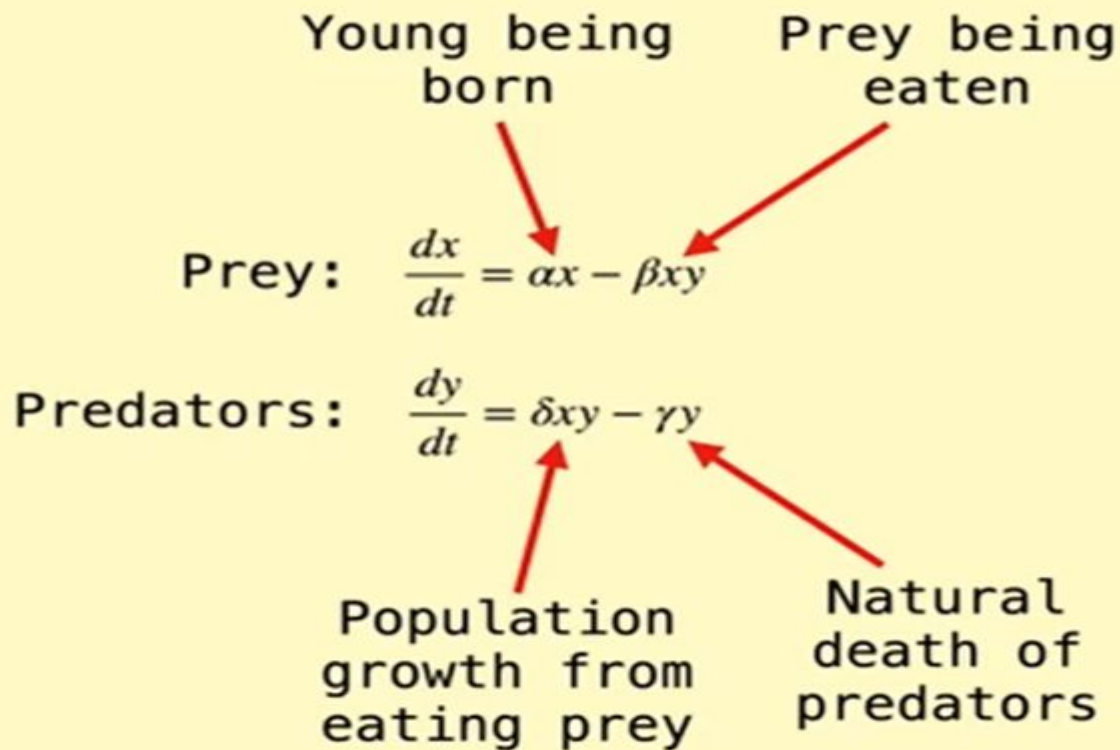 Young being
born
Prey being
eaten
Prey: dx/dt = αx − βxy
Predators: dy/dt = δxy − γy
Population
growth from
eating prey
Natural
death of
predators